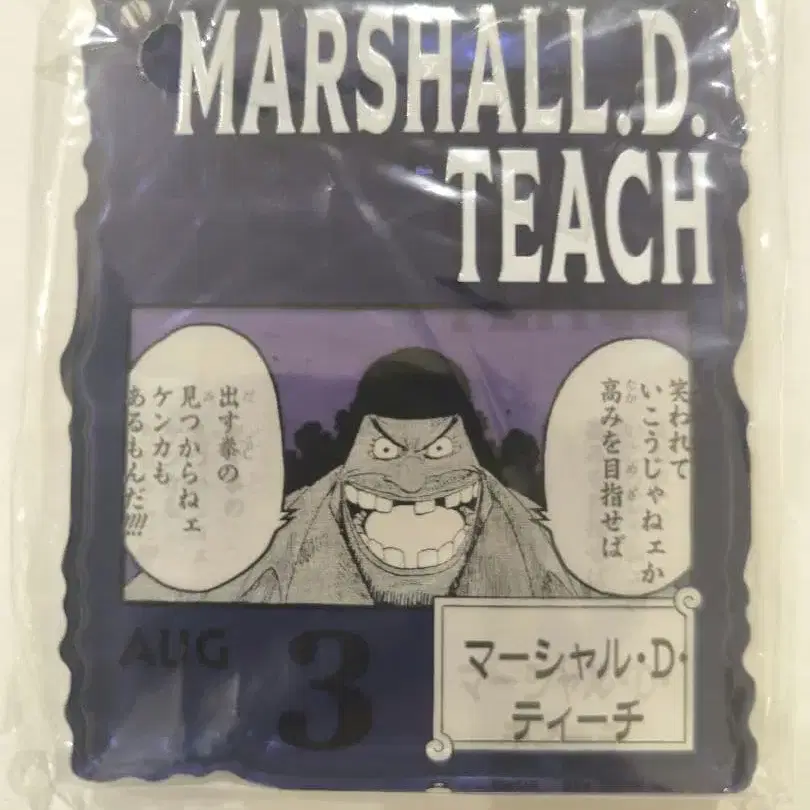 MARSHALL.D.
TEACH
笑われて
いこうじゃねェか
高みを目指せば
出す拳の
見つからねェ
ケンカも
あるもんだ!!!!
AUG
3
マーシャル・D・
ティーチ